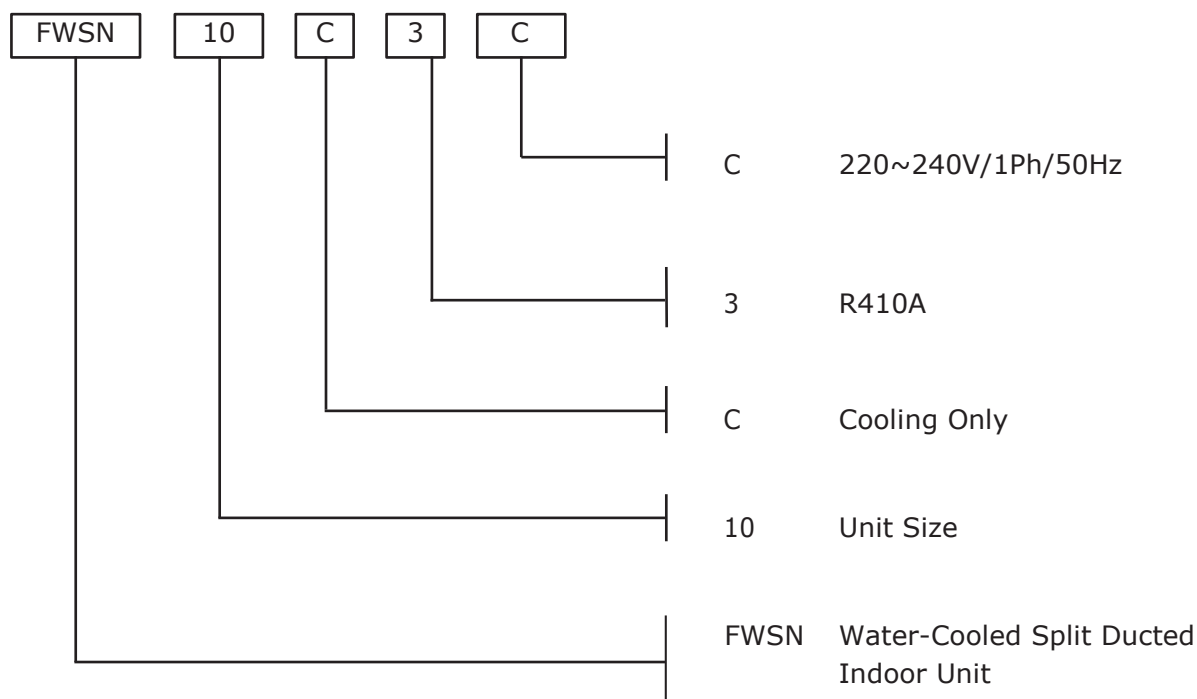 FWSN 10 C 3 C
C 220~240V/1Ph/50Hz
3 R410A
C Cooling Only
10 Unit Size
FWSN Water-Cooled Split Ducted
Indoor Unit